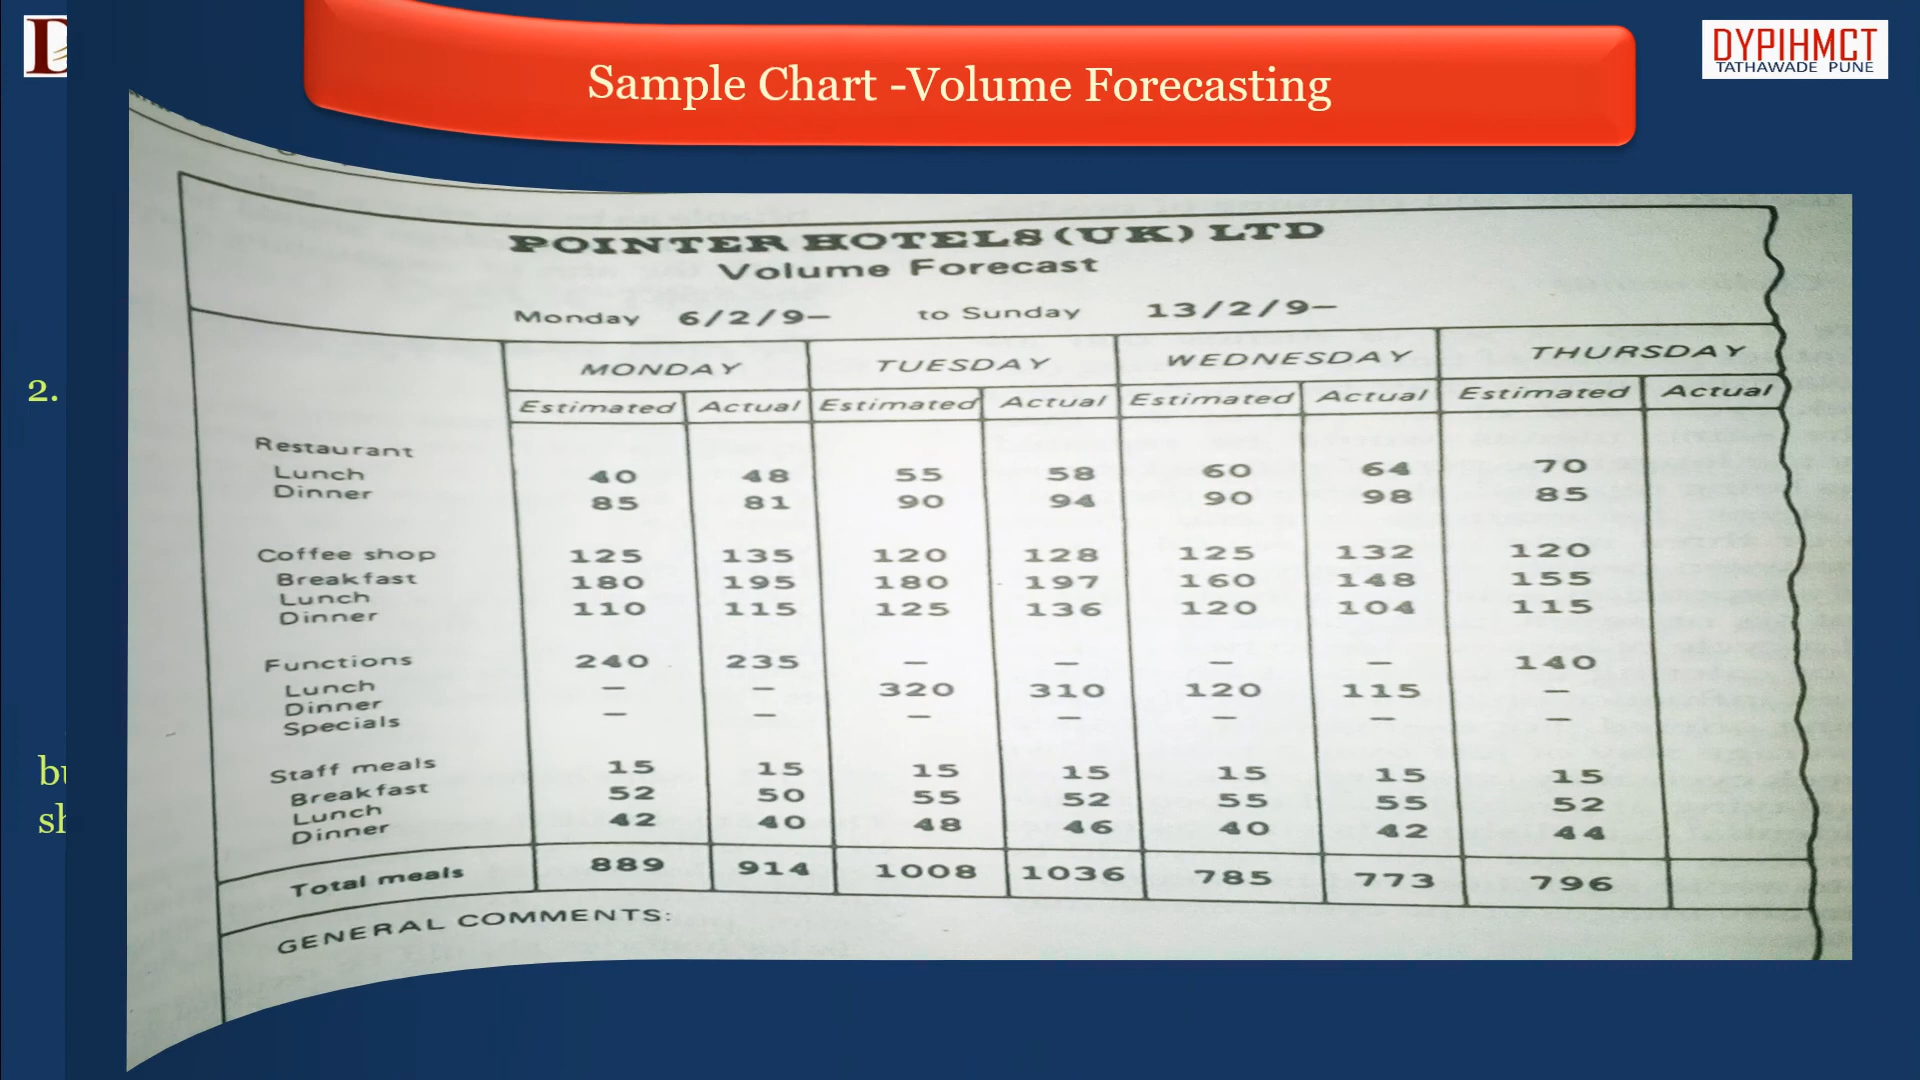 Sample Chart -Volume Forecasting
DYPIHMCT
TATHAWADE PUNE
2.
POINTER HOTELS (UK) LTD
Volume Forecast
Monday 6/2/9— to Sunday 13/2/9—
MONDAY TUESDAY WEDNESDAY THURSDAY
Estimated Actual Estimated Actual Estimated Actual Estimated Actual
Restaurant
Lunch 40 48 55 58 60 64 70
Dinner 85 81 90 94 90 98 85
Coffee shop 125 135 120 128 125 132 120
Breakfast 180 195 180 197 160 148 155
Lunch
Dinner 110 115 125 136 120 104 115
Functions 240 235 — — — — 140
Lunch — — 320 310 120 115 —
Dinner
Specials — — — — — — —
Staff meals 15 15 15 15 15 15 15
Breakfast 52 50 55 52 55 55 52
Lunch
Dinner 42 40 48 46 40 42 44
Total meals 889 914 1008 1036 785 773 796
GENERAL COMMENTS: